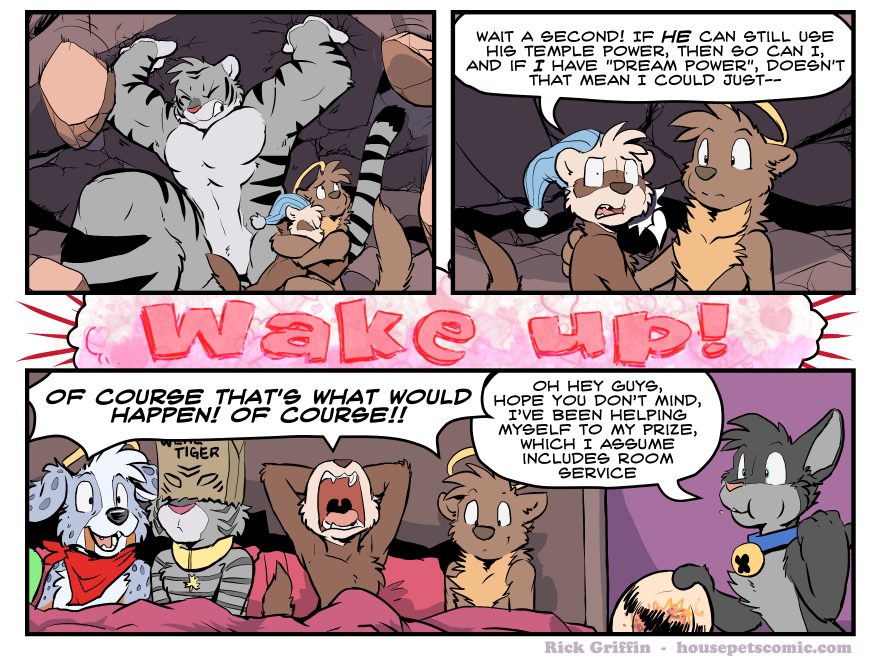 WAIT A SECOND! IF HE CAN STILL USE
HIS TEMPLE POWER, THEN SO CAN I,
AND IF I HAVE "DREAM POWER", DOESN'T
THAT MEAN I COULD JUST--
Wake up!
OF COURSE THAT'S WHAT WOULD
HAPPEN! OF COURSE!!
WERE
TIGER
OH HEY GUYS,
HOPE YOU DON'T MIND,
I'VE BEEN HELPING
MYSELF TO MY PRIZE,
WHICH I ASSUME
INCLUDES ROOM
SERVICE
Rick Griffin - housepetscomic.com